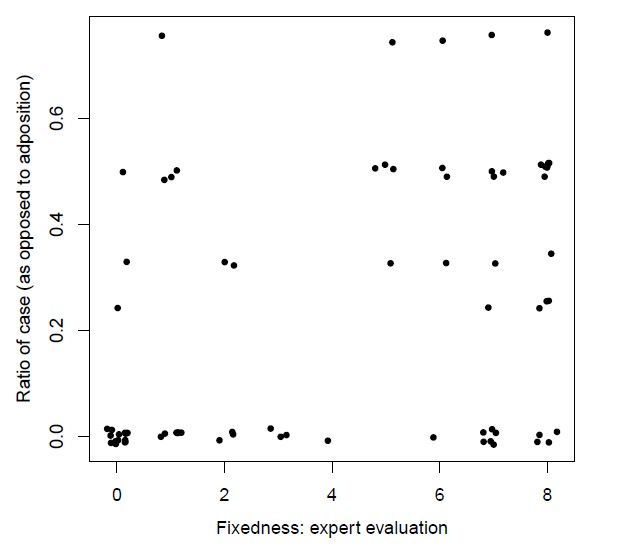 Ratio of case (as opposed to adposition)
0.6
0.4
0.2
0.0
0 2 4 6 8
Fixedness: expert evaluation